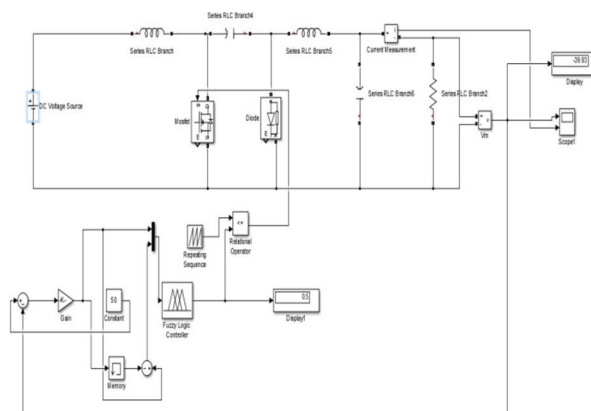 Series RLC Branch4
Series RLC Branch
Series RLC Branch5
Current Measurement
DC Voltage Source
Mosfet
Diode
Series RLC Branch6
Series RLC Branch2
-39.93
Display
Vm
Scope1
Repeating
Sequence
<=
Relational
Operator
-K-
Gain
50
Constant
Fuzzy Logic
Controller
0.5
Display1
Memory